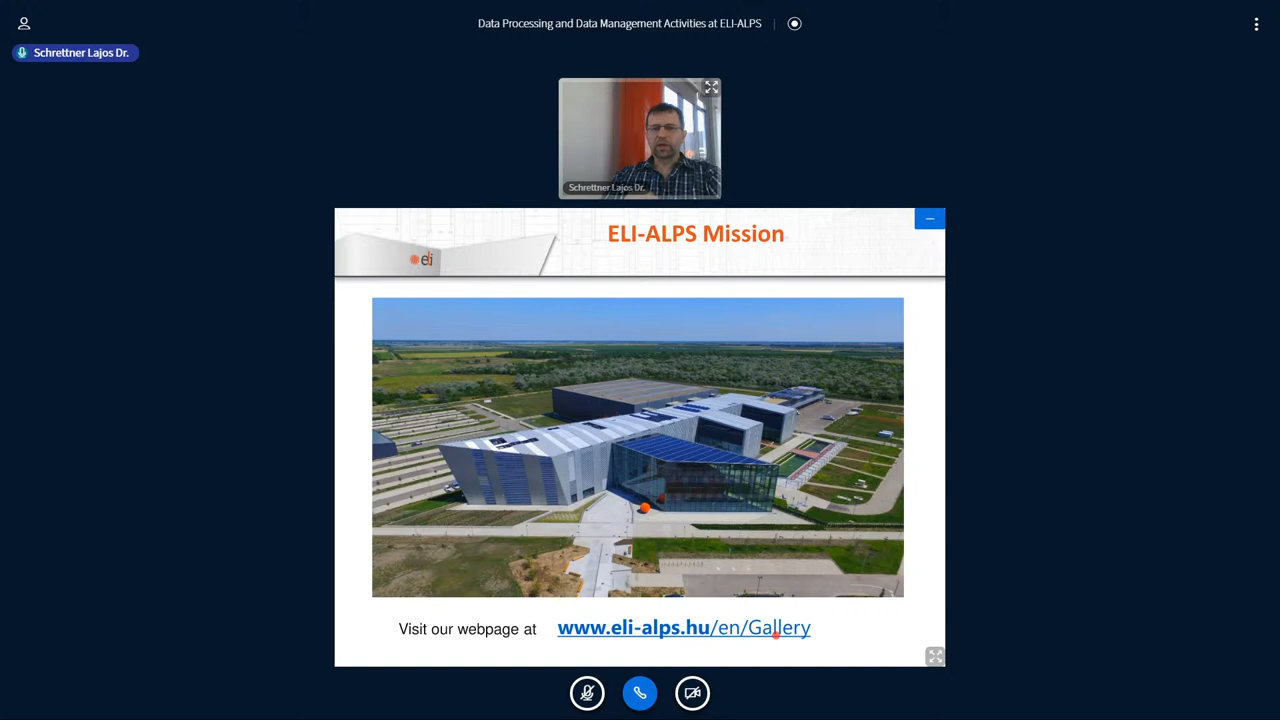 Data Processing and Data Management Activities at ELI-ALPS
Schrettner Lajos Dr.
Schrettner Lajos Dr.
ELI-ALPS Mission
eli
Visit our webpage at www.eli-alps.hu/en/Gallery